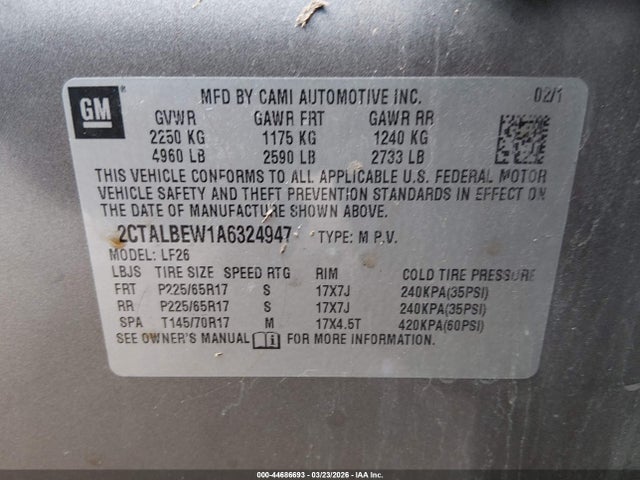 GM
MFD BY CAMI AUTOMOTIVE INC. 02/1
GVWR GAWR FRT GAWR RR
2250 KG 1175 KG 1240 KG
4960 LB 2590 LB 2733 LB
THIS VEHICLE CONFORMS TO ALL APPLICABLE U.S. FEDERAL MOTOR
VEHICLE SAFETY AND THEFT PREVENTION STANDARDS IN EFFECT ON
THE DATE OF MANUFACTURE SHOWN ABOVE.
2CTALBEW1A6324947 TYPE: M.P.V.
MODEL: LF26
LBJS TIRE SIZE SPEED RTG RIM COLD TIRE PRESSURE
FRT P225/65R17 S 17X7J 240KPA(35PSI)
RR P225/65R17 S 17X7J 240KPA(35PSI)
SPA T145/70R17 M 17X4.5T 420KPA(60PSI)
SEE OWNER'S MANUAL FOR MORE INFORMATION.
000-44686693 - 03/23/2026 - IAA Inc.